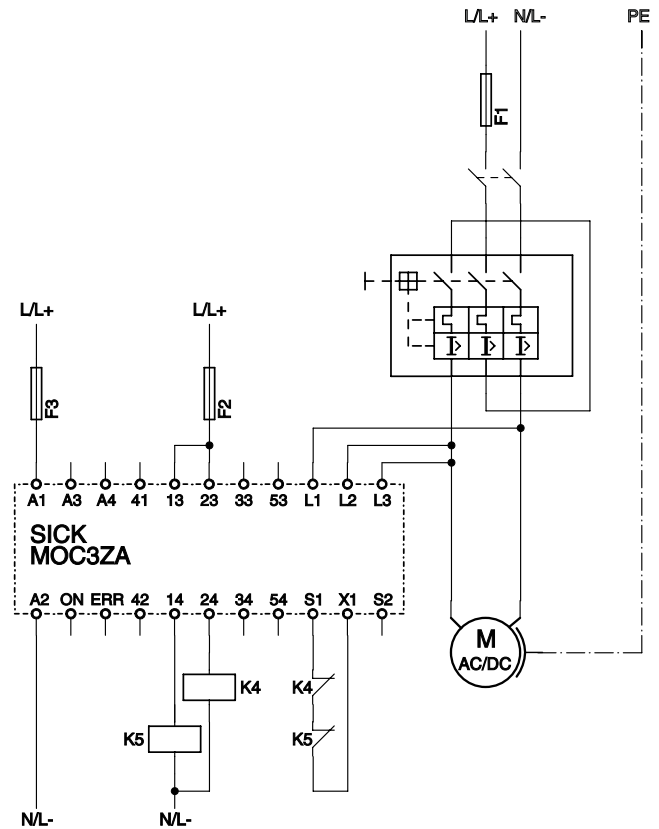 L/L+ N/L- PE
F1
L/L+ L/L+
F3 F2
A1 A3 A4 41 13 23 33 53 L1 L2 L3
SICK
MOC3ZA
A2 ON ERR 42 14 24 34 54 S1 X1 S2
M
AC/DC
K4 K4
K5 K5
N/L- N/L-